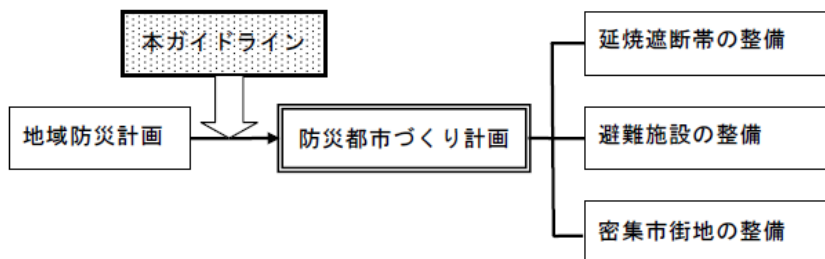 本ガイドライン
延焼遮断帯の整備
地域防災計画
防災都市づくり計画
避難施設の整備
密集市街地の整備